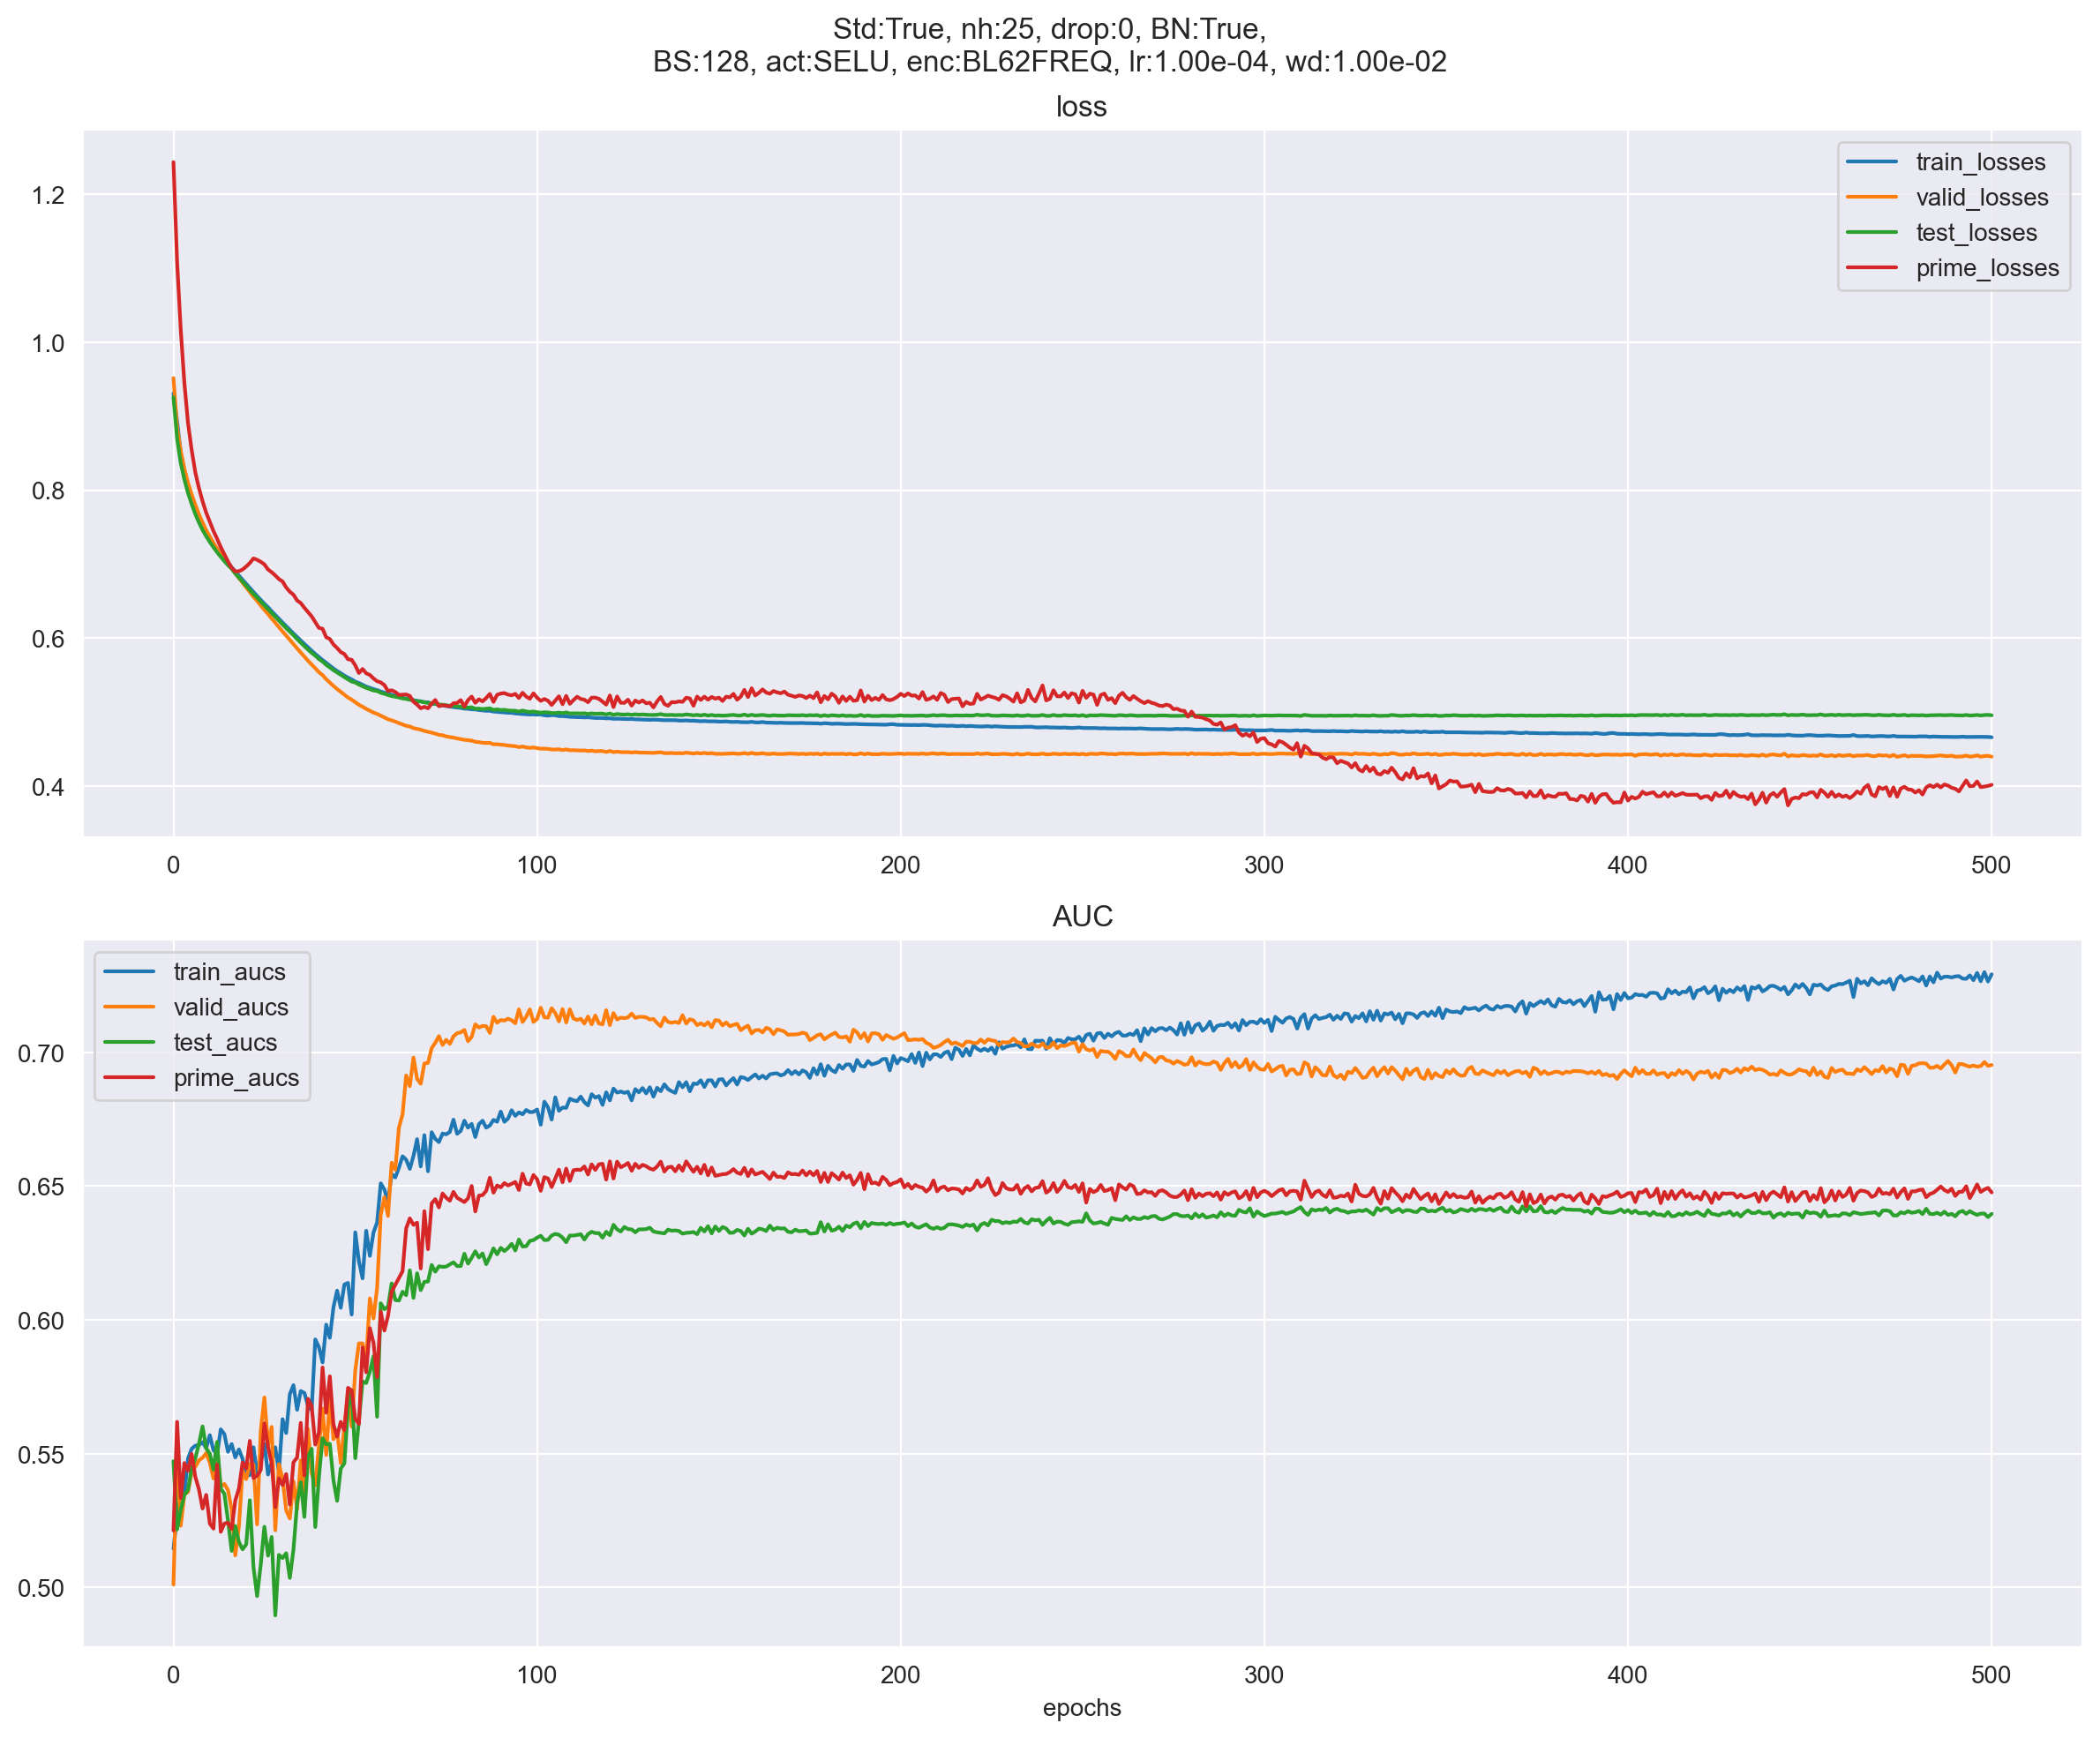 Std:True, nh:25, drop:0, BN:True,
BS:128, act:SELU, enc:BL62FREQ, lr:1.00e-04, wd:1.00e-02
loss
train_losses
valid_losses
test_losses
prime_losses
1.2
1.0
0.8
0.6
0.4
0 100 200 300 400 500
AUC
train_aucs
valid_aucs
test_aucs
prime_aucs
0.70
0.65
0.60
0.55
0.50
0 100 200 300 400 500
epochs